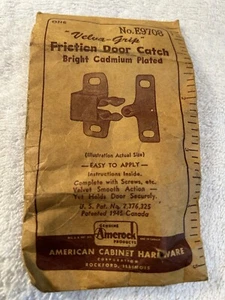 ONE
No. E9708
"Velva-Grip"
Friction Door Catch
Bright Cadmium Plated
(Illustration Actual Size)
—EASY TO APPLY—
Instructions Inside.
Complete with Screws, etc.
Velvet Smooth Action —
Yet Holds Door Securely.
U. S. Pat. No. 2,376,325
Patented 1945 Canada
GENUINE
Amerock
PRODUCTS
AMERICAN CABINET HARDWARE
CORPORATION
ROCKFORD, ILLINOIS